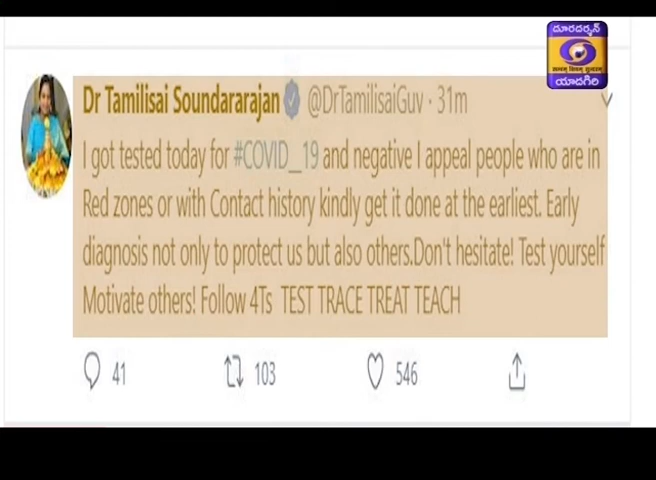 దూరదర్శన్
యాదగిరి
Dr Tamilisai Soundararajan @DrTamilisaiGuv · 31m
I got tested today for #COVID_19 and negative I appeal people who are in
Red zones or with Contact history kindly get it done at the earliest. Early
diagnosis not only to protect us but also others.Don't hesitate! Test yourself
Motivate others! Follow 4Ts TEST TRACE TREAT TEACH
41 103 546